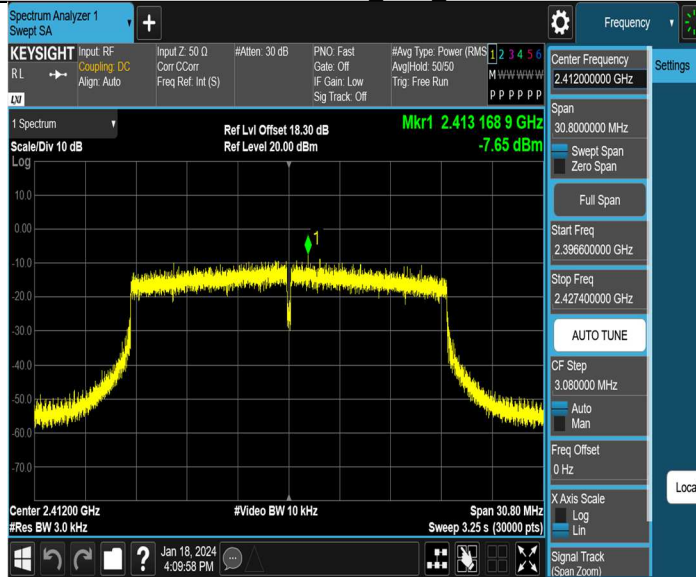 Spectrum Analyzer 1
Swept SA
+
Frequency
KEYSIGHT
RL
LXI
Input: RF
Coupling: DC
Align: Auto
Input Z: 50 Ω
Corr CCorr
Freq Ref: Int (S)
#Atten: 30 dB
PNO: Fast
Gate: Off
IF Gain: Low
Sig Track: Off
#Avg Type: Power (RMS
Avg|Hold: 50/50
Trig: Free Run
1 2 3 4 5 6
M W W W W W
P P P P P P
1 Spectrum
Scale/Div 10 dB
Log
Ref Lvl Offset 18.30 dB
Ref Level 20.00 dBm
Mkr1 2.413 168 9 GHz
-7.65 dBm
10.0
0.00
-10.0
-20.0
-30.0
-40.0
-50.0
-60.0
-70.0
1
Center 2.41200 GHz
#Res BW 3.0 kHz
#Video BW 10 kHz
Span 30.80 MHz
Sweep 3.25 s (30000 pts)
?
Jan 18, 2024
4:09:58 PM
Center Frequency
2.412000000 GHz
Span
30.8000000 MHz
Swept Span
Zero Span
Full Span
Start Freq
2.396600000 GHz
Stop Freq
2.427400000 GHz
AUTO TUNE
CF Step
3.080000 MHz
Auto
Man
Freq Offset
0 Hz
X Axis Scale
Log
Lin
Signal Track
(Span Zoom)
Settings
Loca